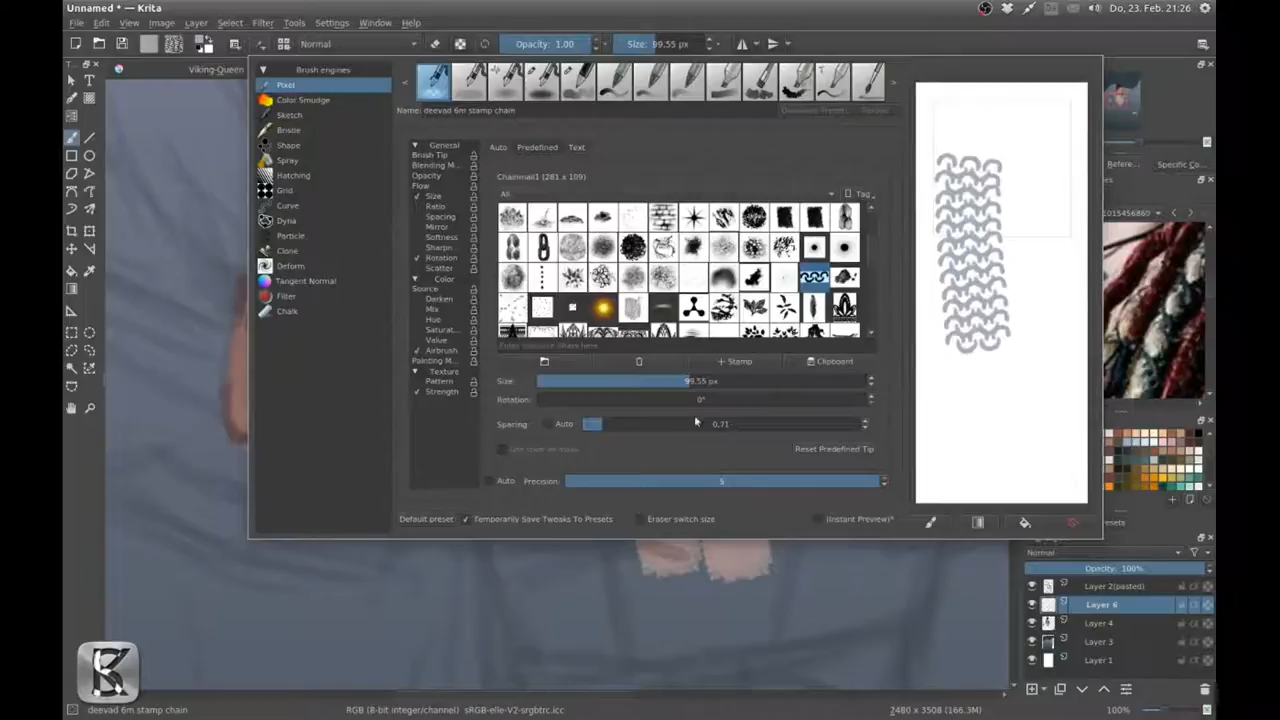 Unnamed * — Krita
Do, 23. Feb. 21:26
File Edit View Image Layer Select Filter Tools Settings Window Help
Normal
Opacity: 1.00
Size: 99.55 px
Viking-Queen
Brush engines
Pixel
Color Smudge
Sketch
Bristle
Shape
Spray
Hatching
Grid
Curve
Dyna
Particle
Clone
Deform
Tangent Normal
Filter
Chalk
Name: deevad 6m stamp chain
General
Brush Tip
Blending M...
Opacity
Flow
Size
Ratio
Spacing
Mirror
Softness
Sharpn...
Rotation
Scatter
Color
Source
Darken
Mix
Hue
Saturat...
Value
Airbrush
Painting M...
Texture
Pattern
Strength
Auto Predefined Text
Chainmail1 (281 x 109)
All
Tag
+ Stamp
Clipboard
Size: 99.55 px
Rotation: 0°
Spacing: Auto 0,71
Reset Predefined Tip
Auto Precision: 5
Default preset
Temporarily Save Tweaks To Presets
Eraser switch size
(Instant Preview)*
Refere...
Specific Co...
1015456860
Normal
Opacity: 100%
Layer 2(pasted)
Layer 6
Layer 4
Layer 3
Layer 1
deevad 6m stamp chain
RGB (8-bit integer/channel) sRGB-elle-V2-srgbtrc.icc
2480 x 3508 (166.3M)
100%